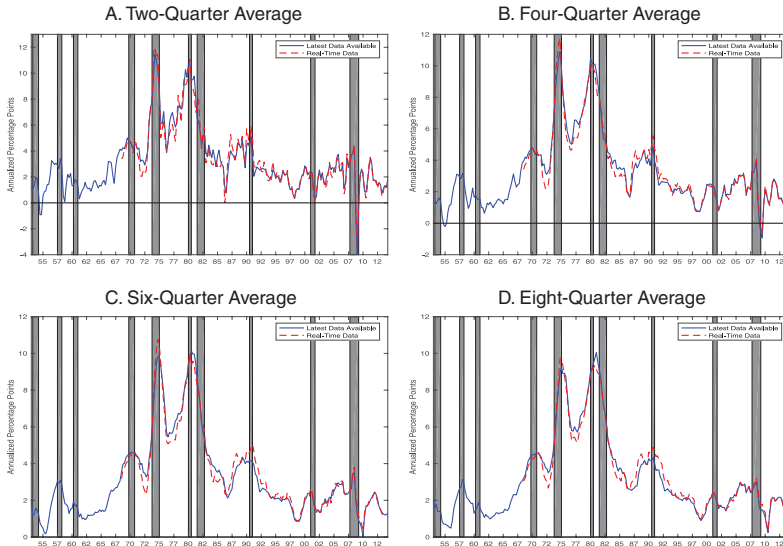 A. Two-Quarter Average
Annualized Percentage Points
12
10
8
6
4
2
0
-2
-4
Latest Data Available
Real-Time Data
55 57 60 62 65 67 70 72 75 77 80 82 85 87 90 92 95 97 00 02 05 07 10 12
B. Four-Quarter Average
Annualized Percentage Points
12
10
8
6
4
2
0
-2
Latest Data Available
Real-Time Data
55 57 60 62 65 67 70 72 75 77 80 82 85 87 90 92 95 97 00 02 05 07 10 12
C. Six-Quarter Average
Annualized Percentage Points
12
10
8
6
4
2
0
Latest Data Available
Real-Time Data
55 57 60 62 65 67 70 72 75 77 80 82 85 87 90 92 95 97 00 02 05 07 10 12
D. Eight-Quarter Average
Annualized Percentage Points
12
10
8
6
4
2
0
Latest Data Available
Real-Time Data
55 57 60 62 65 67 70 72 75 77 80 82 85 87 90 92 95 97 00 02 05 07 10 12